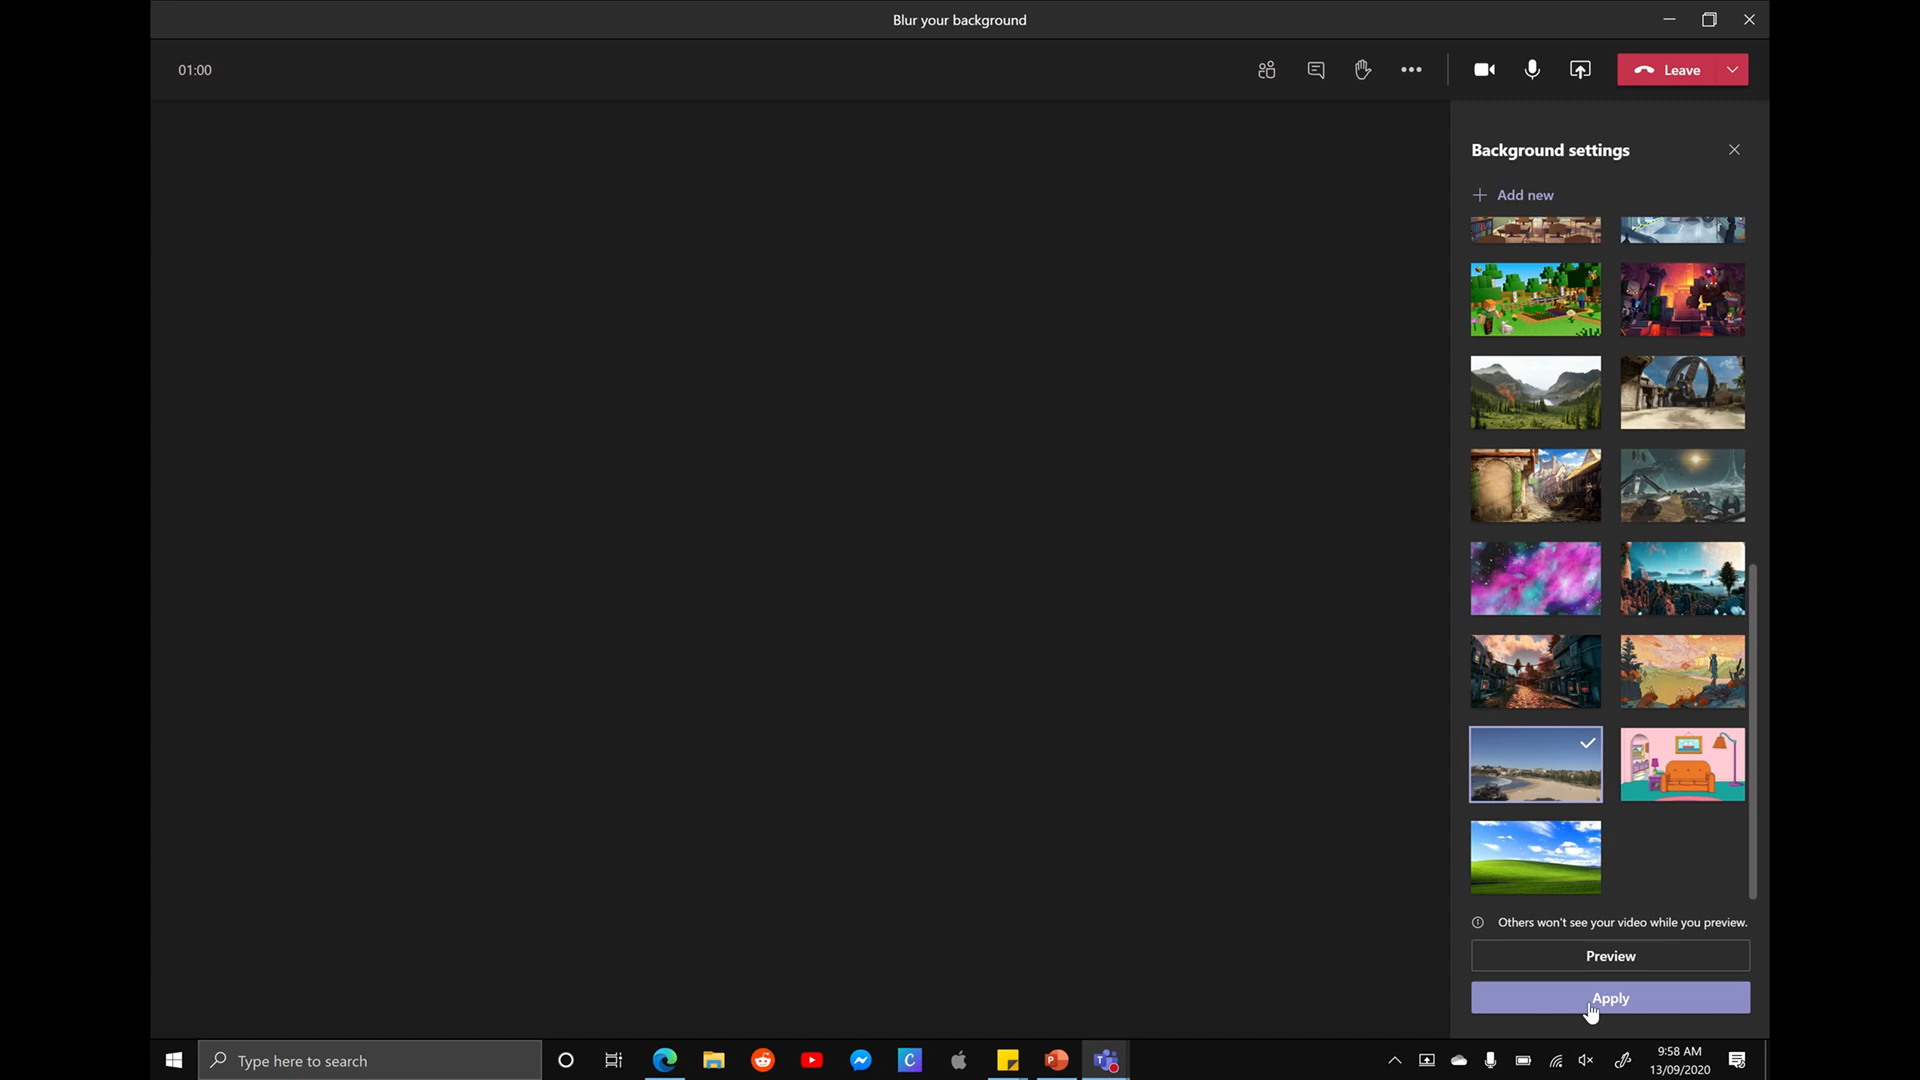 Blur your background
01:00
Leave
Background settings
Add new
Others won't see your video while you preview.
Preview
Apply
Type here to search
C
T
9:58 AM
13/09/2020